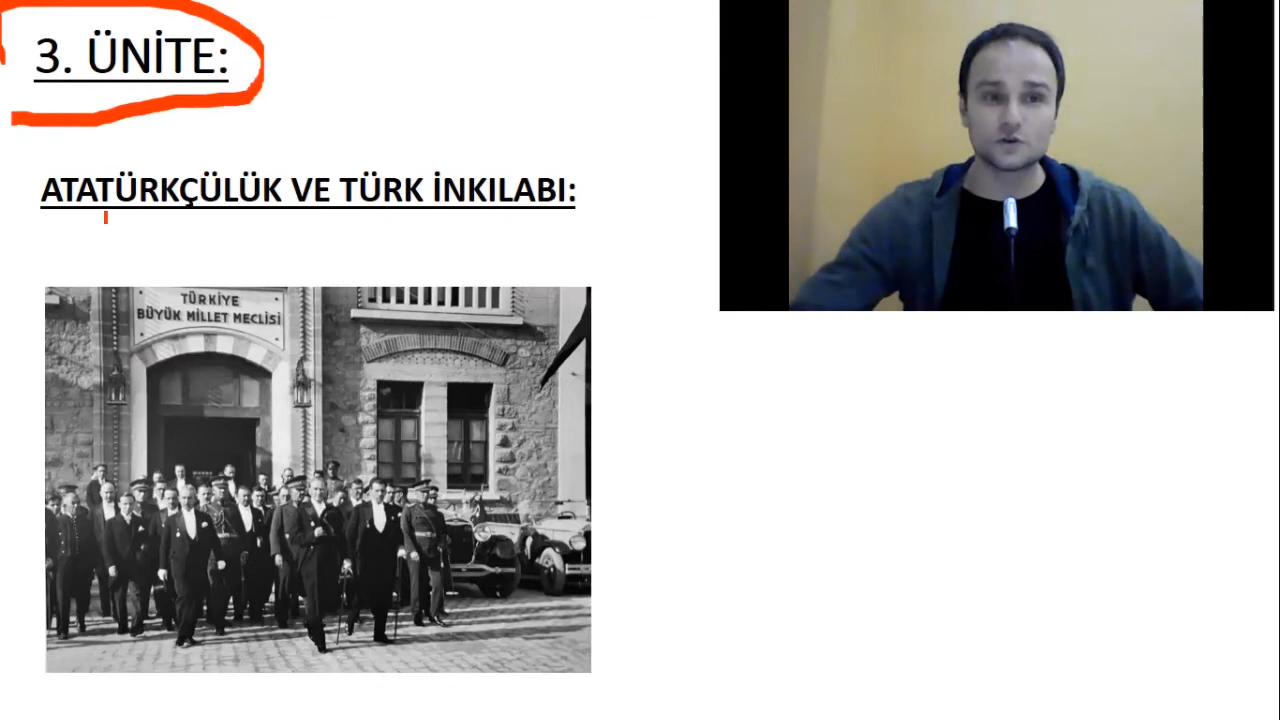 3. ÜNİTE:
ATATÜRKÇÜLÜK VE TÜRK İNKILABI:
TÜRKİYE
BÜYÜK MİLLET MECLİSİ